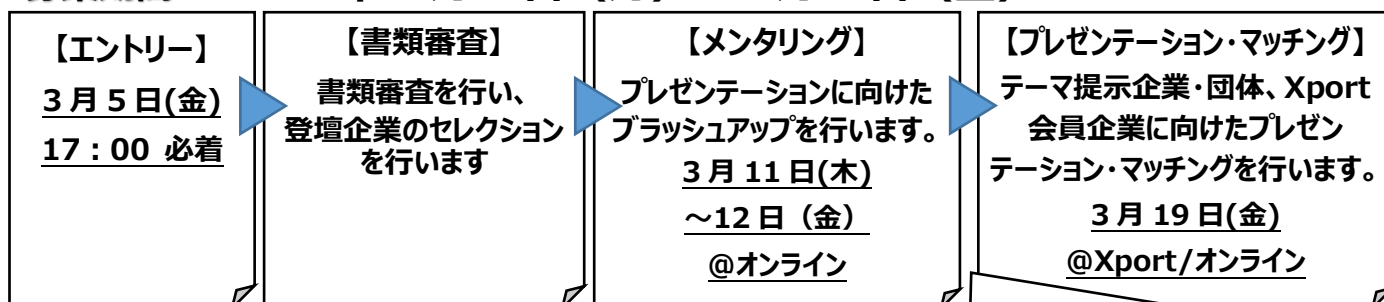 【エントリー】
3月5日(金)
17：00 必着
【書類審査】
書類審査を行い、
登壇企業のセレクション
を行います
【メンタリング】
プレゼンテーションに向けた
ブラッシュアップを行います。
3月11日(木)
～12日（金）
@オンライン
【プレゼンテーション・マッチング】
テーマ提示企業・団体、Xport
会員企業に向けたプレゼン
テーション・マッチングを行います。
3月19日(金)
@Xport/オンライン